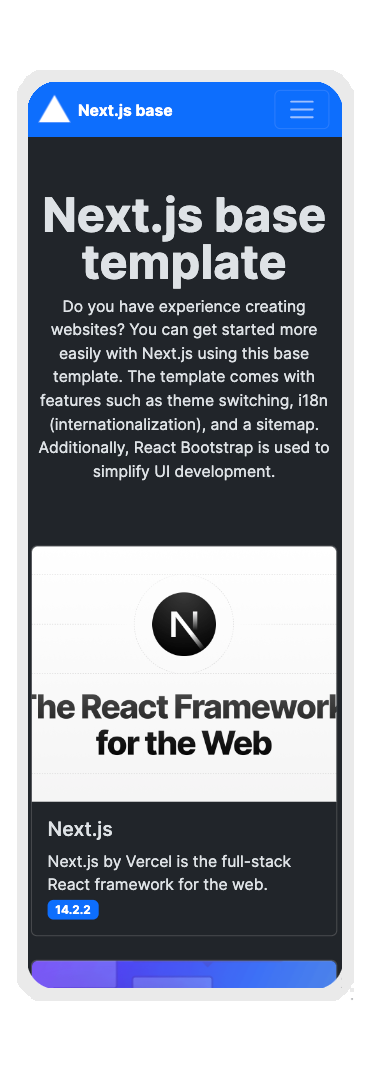 Next.js base
Next.js base
template
Do you have experience creating
websites? You can get started more
easily with Next.js using this base
template. The template comes with
features such as theme switching, i18n
(internationalization), and a sitemap.
Additionally, React Bootstrap is used to
simplify UI development.
N
The React Framework
for the Web
Next.js
Next.js by Vercel is the full-stack
React framework for the web.
14.2.2